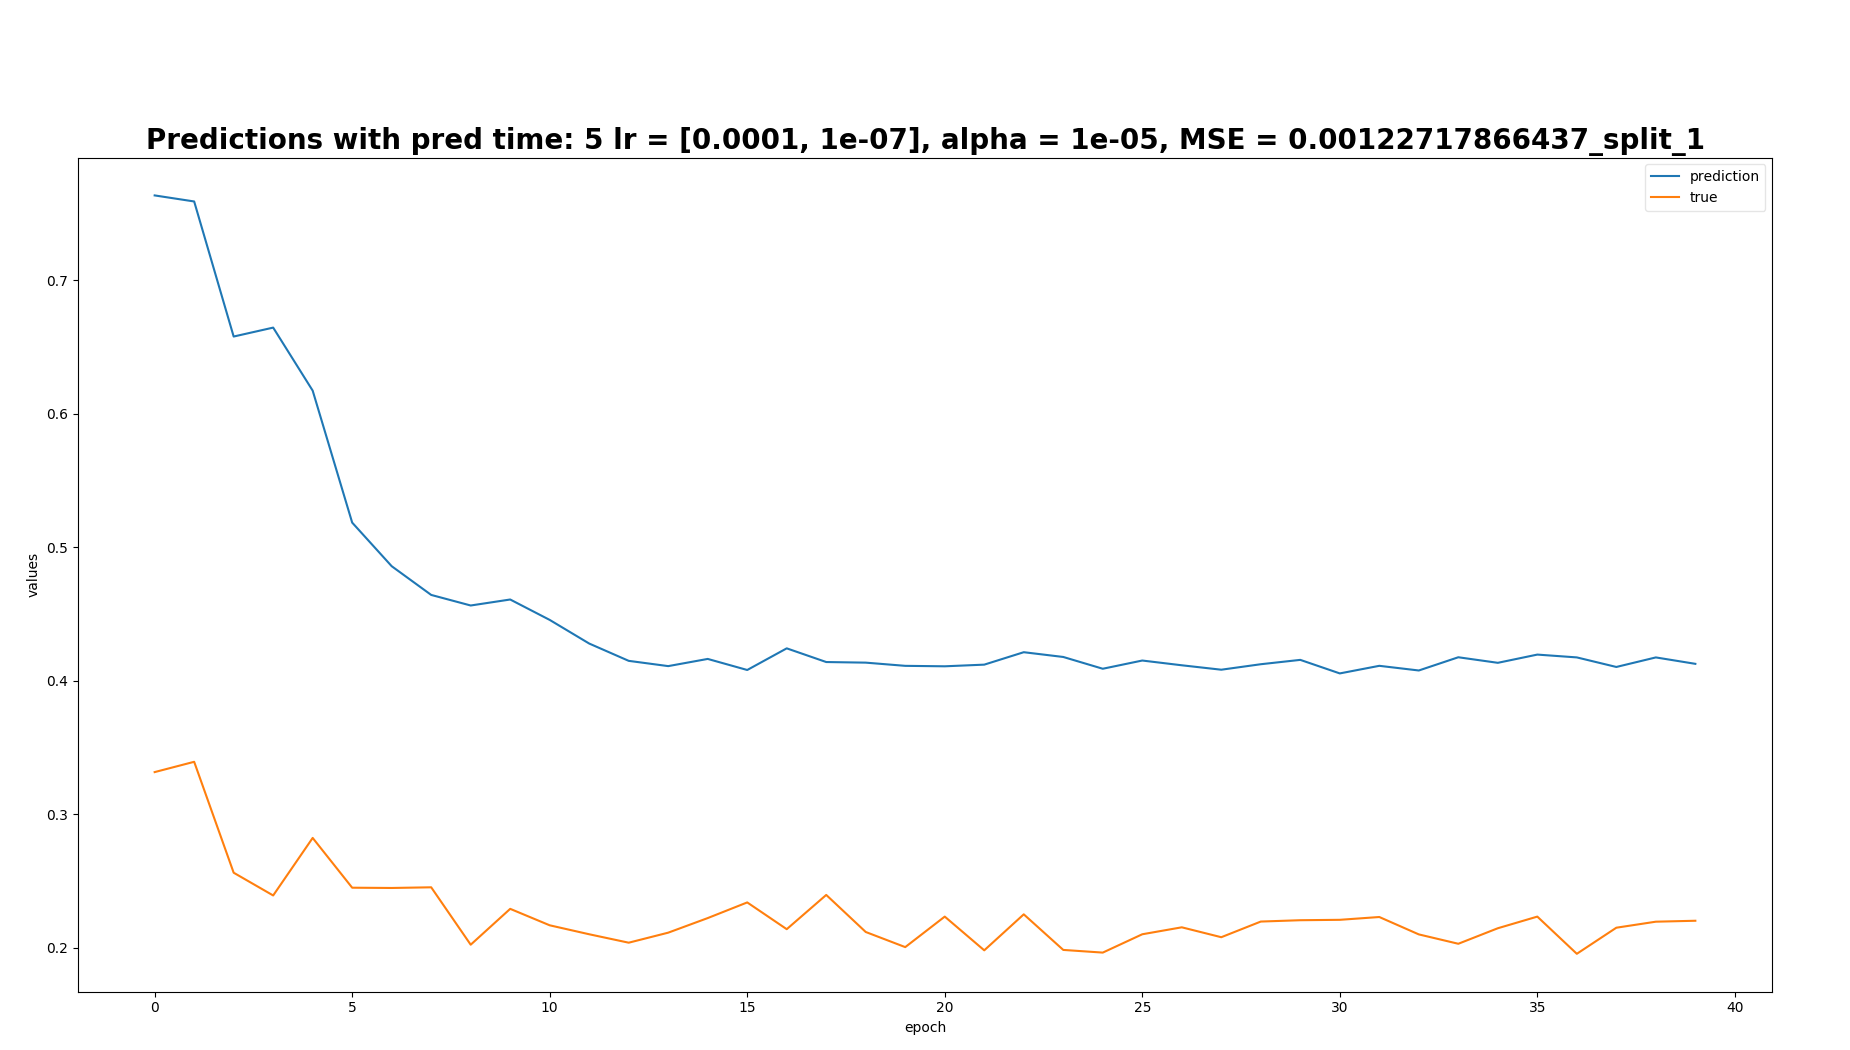 Predictions with pred time: 5 lr = [0.0001, 1e-07], alpha = 1e-05, MSE = 0.00122717866437_split_1
prediction
true
0.7
0.6
0.5
0.4
0.3
0.2
values
0 5 10 15 20 25 30 35 40
epoch